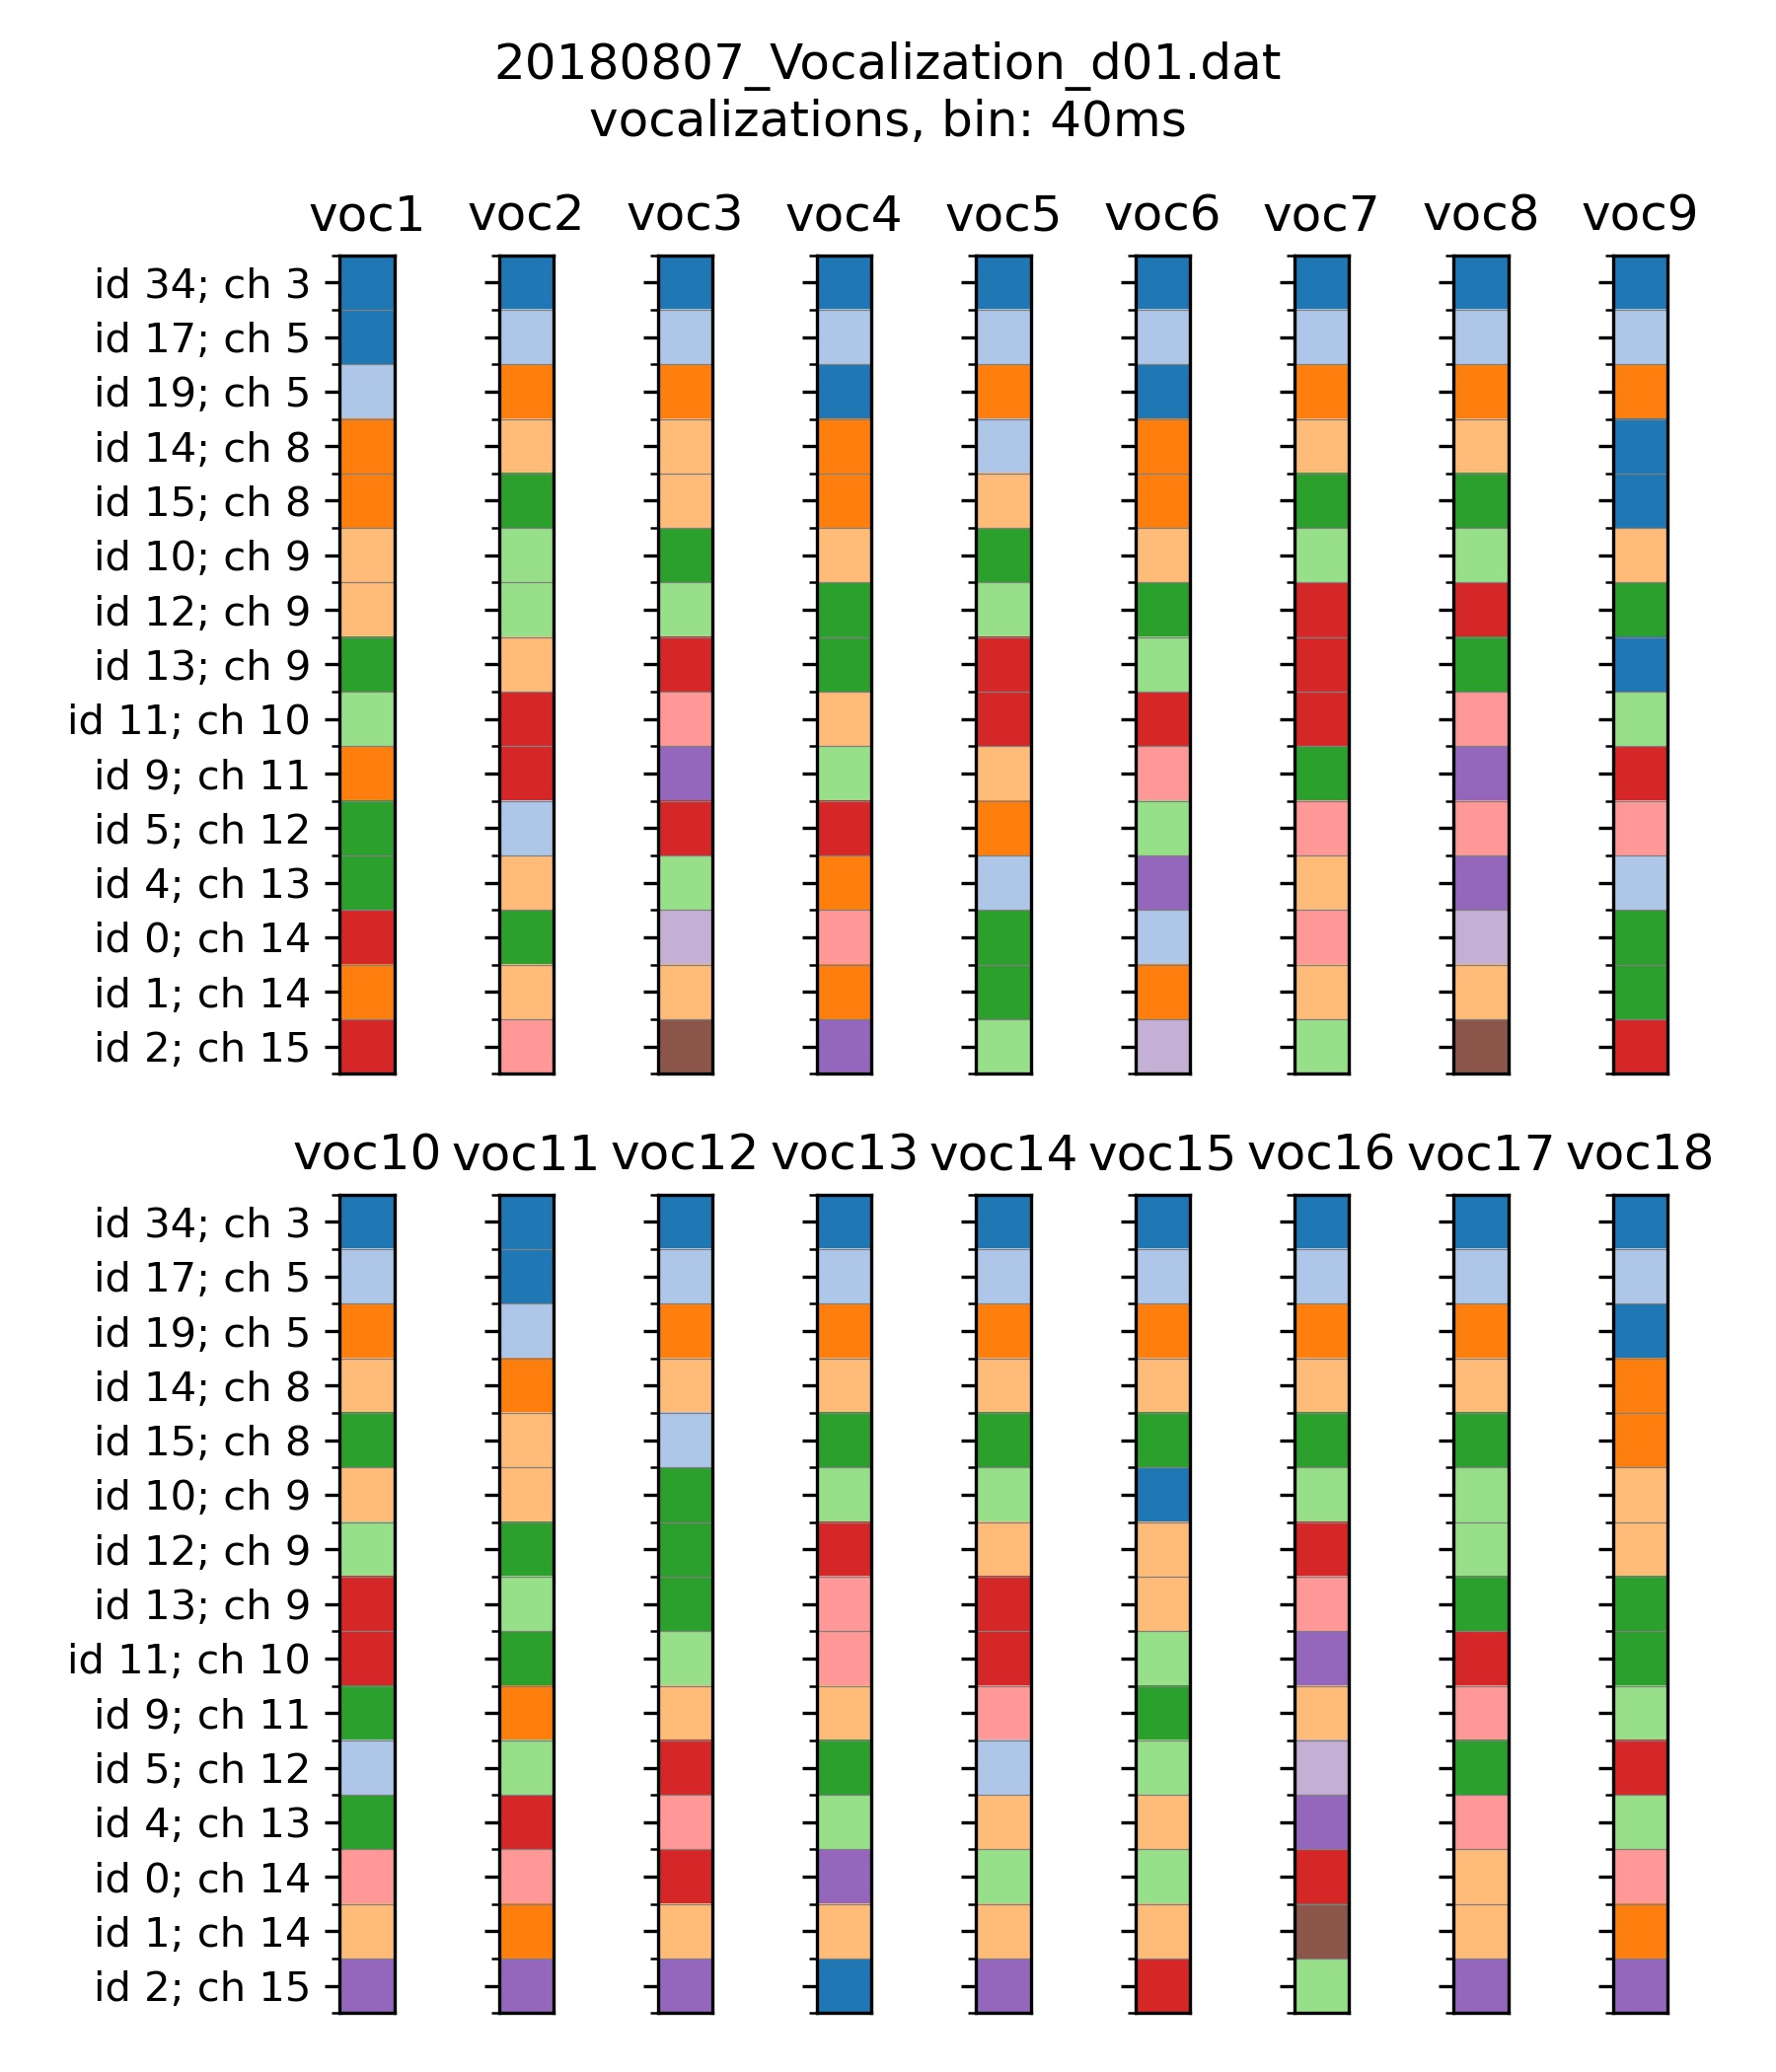 20180807_Vocalization_d01.dat
vocalizations, bin: 40ms
voc1 voc2 voc3 voc4 voc5 voc6 voc7 voc8 voc9
id 34; ch 3
id 17; ch 5
id 19; ch 5
id 14; ch 8
id 15; ch 8
id 10; ch 9
id 12; ch 9
id 13; ch 9
id 11; ch 10
id 9; ch 11
id 5; ch 12
id 4; ch 13
id 0; ch 14
id 1; ch 14
id 2; ch 15
voc10 voc11 voc12 voc13 voc14 voc15 voc16 voc17 voc18
id 34; ch 3
id 17; ch 5
id 19; ch 5
id 14; ch 8
id 15; ch 8
id 10; ch 9
id 12; ch 9
id 13; ch 9
id 11; ch 10
id 9; ch 11
id 5; ch 12
id 4; ch 13
id 0; ch 14
id 1; ch 14
id 2; ch 15